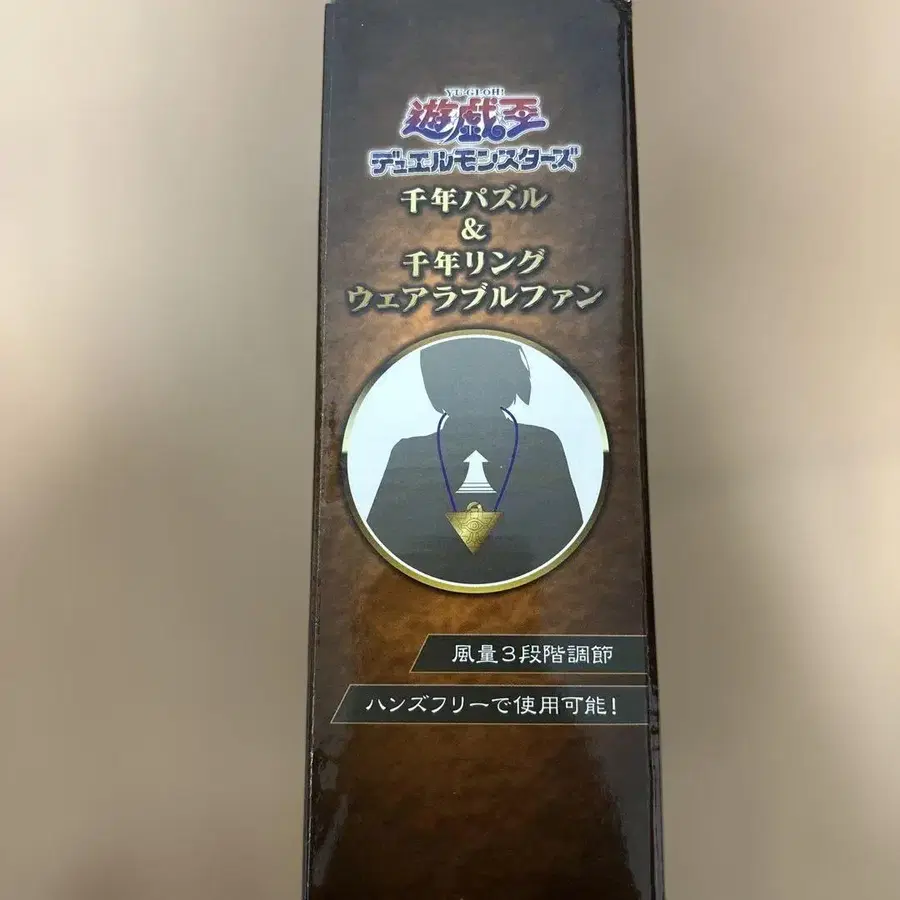 YU-GI-OH!
遊戯王
デュエルモンスターズ
千年パズル
&
千年リング
ウェアラブルファン
風量3段階調節
ハンズフリーで使用可能!